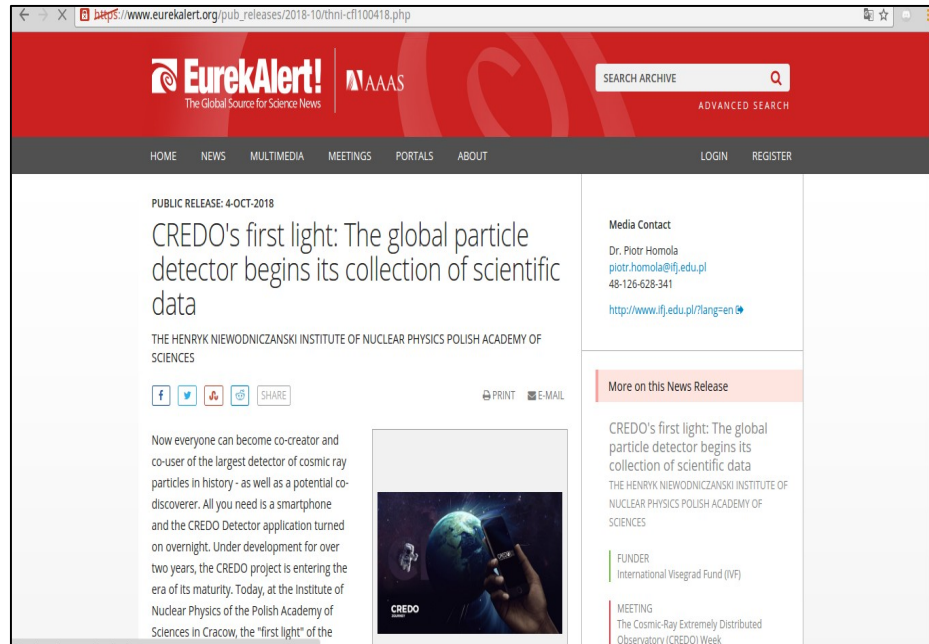 https://www.eurekalert.org/pub_releases/2018-10/thni-cfl100418.php
EurekAlert!
The Global Source for Science News
AAAS
SEARCH ARCHIVE
ADVANCED SEARCH
HOME NEWS MULTIMEDIA MEETINGS PORTALS ABOUT LOGIN REGISTER
PUBLIC RELEASE: 4-OCT-2018
CREDO's first light: The global particle
detector begins its collection of scientific
data
THE HENRYK NIEWODNICZANSKI INSTITUTE OF NUCLEAR PHYSICS POLISH ACADEMY OF
SCIENCES
SHARE
PRINT E-MAIL
Now everyone can become co-creator and
co-user of the largest detector of cosmic ray
particles in history - as well as a potential co-
discoverer. All you need is a smartphone
and the CREDO Detector application turned
on overnight. Under development for over
two years, the CREDO project is entering the
era of its maturity. Today, at the Institute of
Nuclear Physics of the Polish Academy of
Sciences in Cracow, the "first light" of the
CREDO
Media Contact
Dr. Piotr Homola
piotr.homola@ifj.edu.pl
48-126-628-341
http://www.ifj.edu.pl/?lang=en
More on this News Release
CREDO's first light: The global
particle detector begins its
collection of scientific data
THE HENRYK NIEWODNICZANSKI INSTITUTE OF
NUCLEAR PHYSICS POLISH ACADEMY OF
SCIENCES
FUNDER
International Visegrad Fund (IVF)
MEETING
The Cosmic-Ray Extremely Distributed
Observatory (CREDO) Week